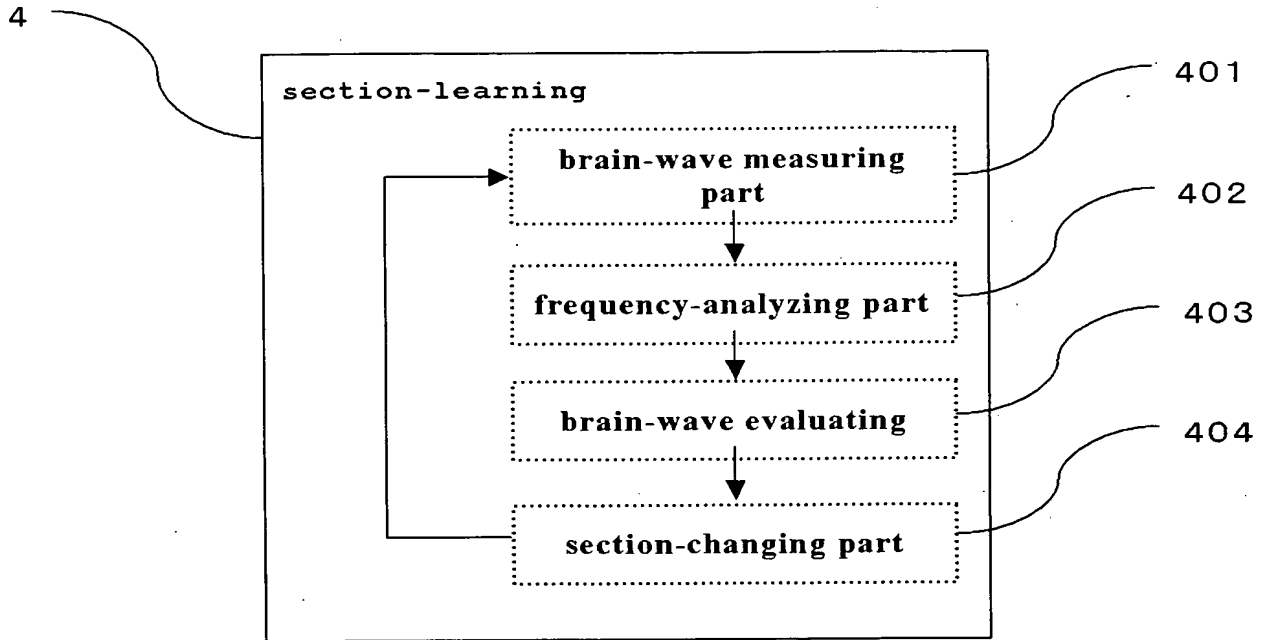 4
section-learning
401
brain-wave measuring
part
402
frequency-analyzing part
403
brain-wave evaluating
404
section-changing part